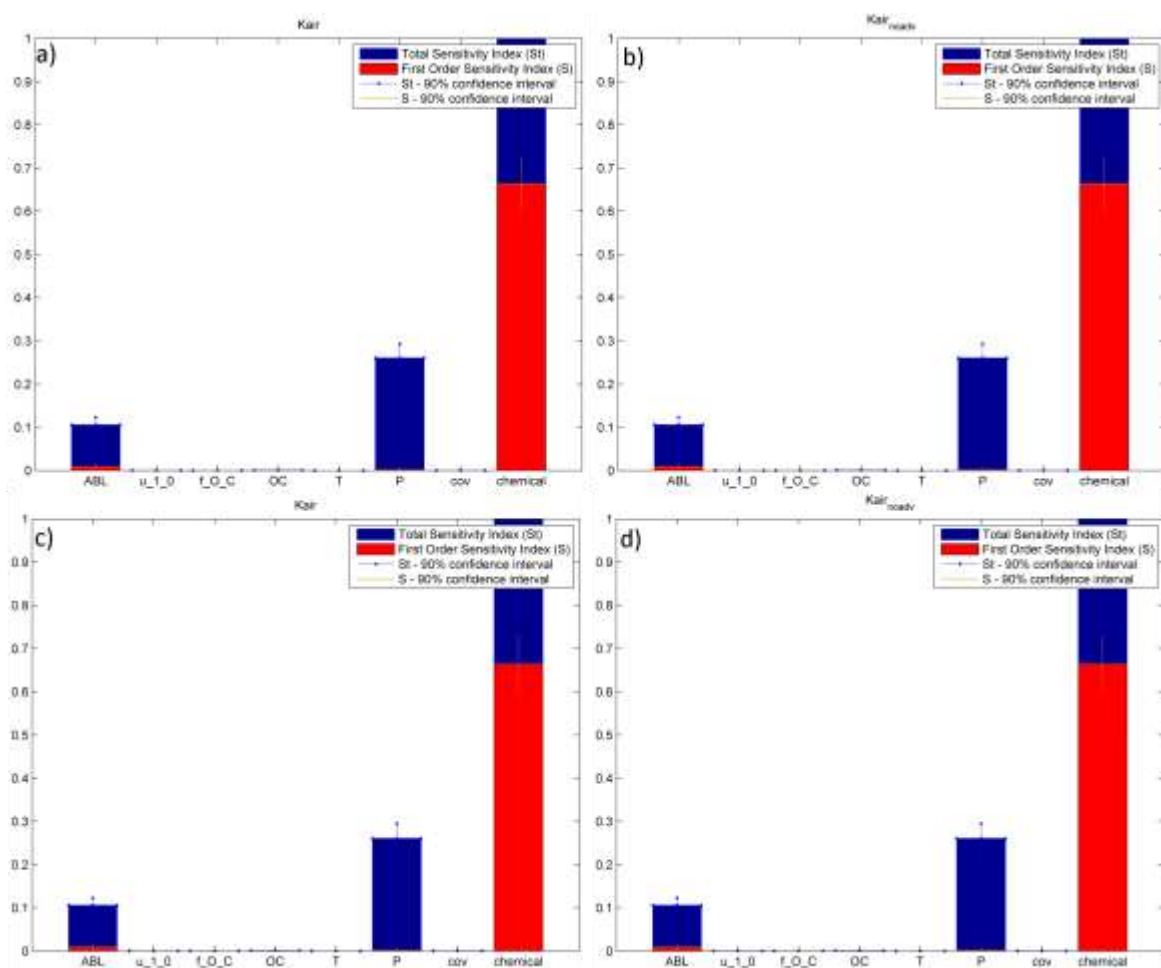 a)
Kair
Total Sensitivity Index (St)
First Order Sensitivity Index (S)
St - 90% confidence interval
S - 90% confidence interval
1
0.9
0.8
0.7
0.6
0.5
0.4
0.3
0.2
0.1
0
ABL u_1_0 f_O_C OC T P cov chemical
b)
Kair noadv
Total Sensitivity Index (St)
First Order Sensitivity Index (S)
St - 90% confidence interval
S - 90% confidence interval
1
0.9
0.8
0.7
0.6
0.5
0.4
0.3
0.2
0.1
0
ABL u_1_0 f_O_C OC T P cov chemical
c)
Kair
Total Sensitivity Index (St)
First Order Sensitivity Index (S)
St - 90% confidence interval
S - 90% confidence interval
1
0.9
0.8
0.7
0.6
0.5
0.4
0.3
0.2
0.1
0
ABL u_1_0 f_O_C OC T P cov chemical
d)
Kair noadv
Total Sensitivity Index (St)
First Order Sensitivity Index (S)
St - 90% confidence interval
S - 90% confidence interval
1
0.9
0.8
0.7
0.6
0.5
0.4
0.3
0.2
0.1
0
ABL u_1_0 f_O_C OC T P cov chemical